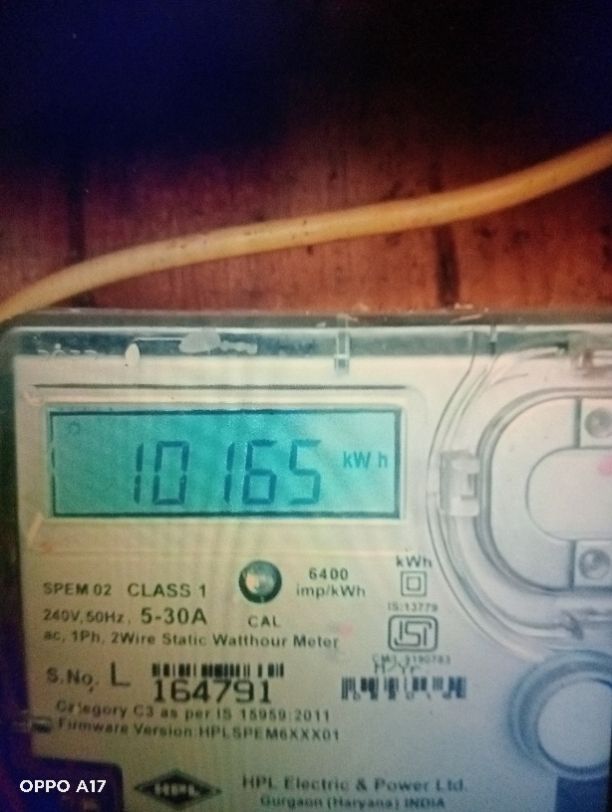 10165 kWh
SPEM 02 CLASS 1
240V, 50Hz, 5-30A
CAL
6400
imp/kWh
kWh
IS:13779
ac, 1Ph, 2Wire Static Watthour Meter
S.No. L
164791
M/Yr
Category C3 as per IS 15959:2011
Firmware Version:HPLSPEM6XXX01
HPL
HPL Electric & Power Ltd.
Gurgaon (Haryana) INDIA
OPPO A17